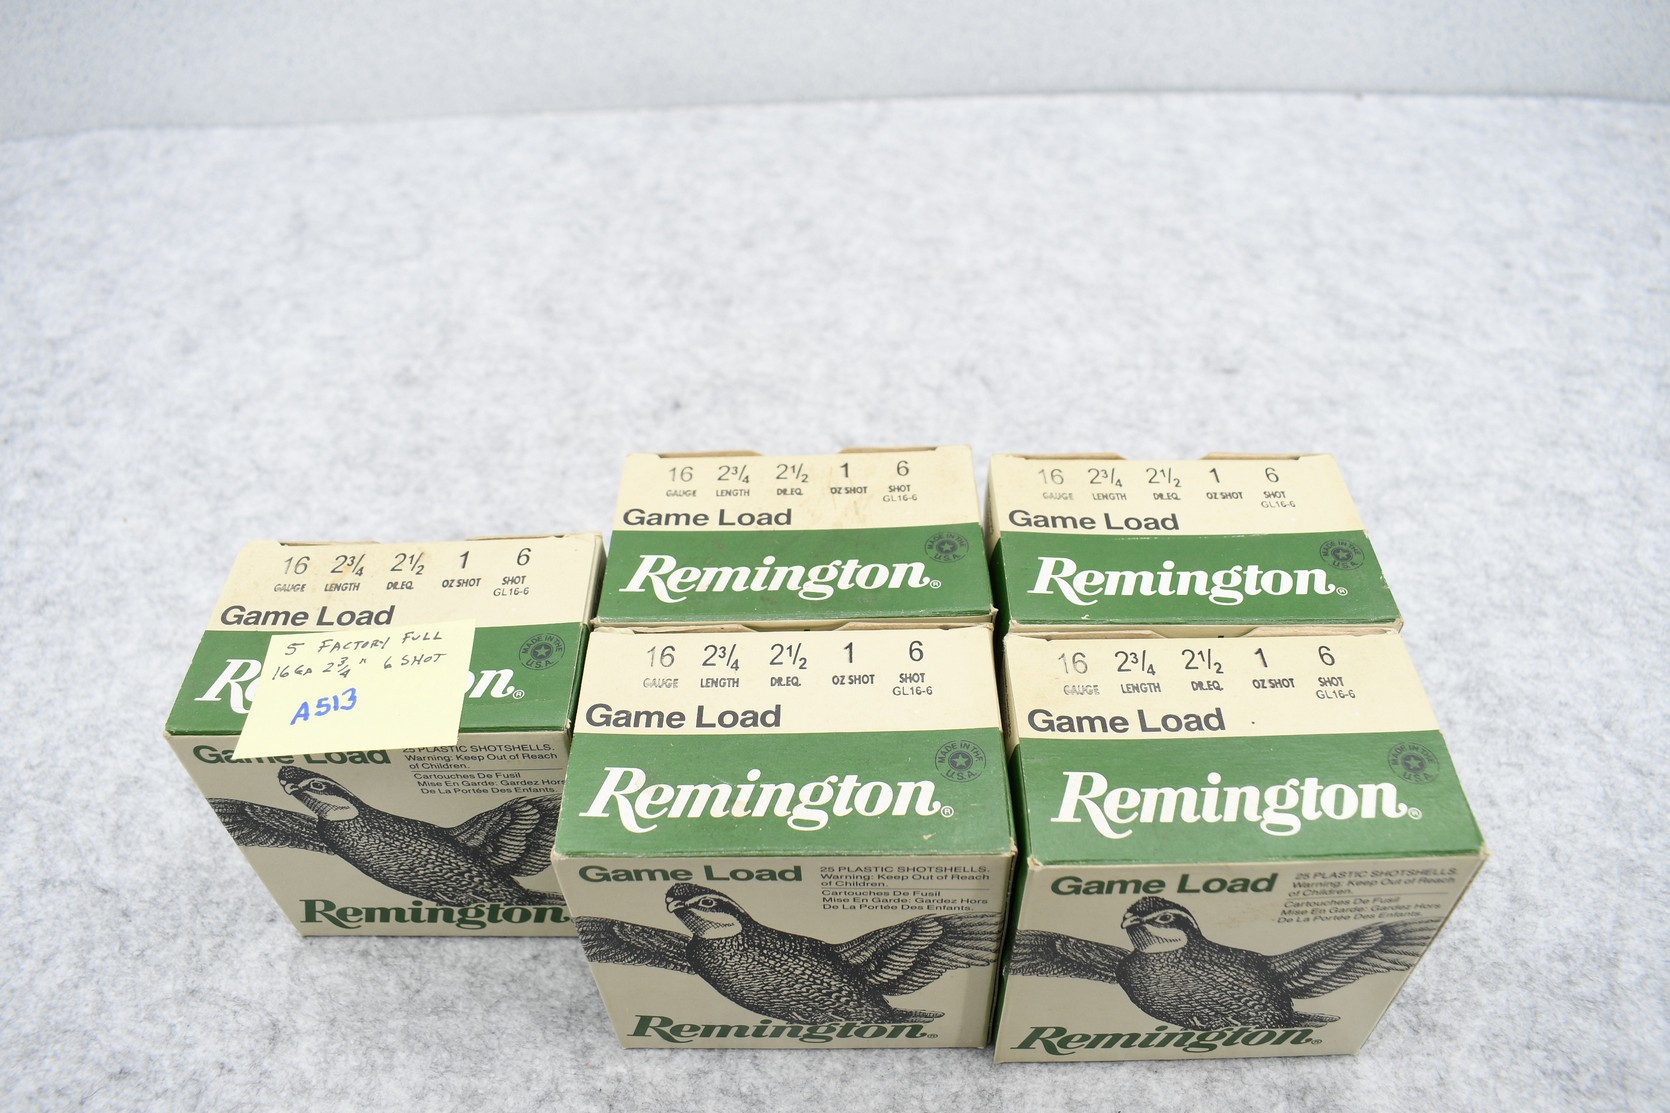 16 2¾ 2½ 1 6
GAUGE LENGTH DR.EQ. OZ SHOT SHOT
GL16-6
Game Load
MADE IN THE U.S.A.
Remington®
16 2¾ 2½ 1 6
GAUGE LENGTH DR.EQ. OZ SHOT SHOT
GL16-6
Game Load
MADE IN THE U.S.A.
Remington®
16 2¾ 2½ 1 6
GAUGE LENGTH DR.EQ. OZ SHOT SHOT
GL16-6
Game Load
MADE IN THE U.S.A.
5 FACTORY FULL
16 GA 2¾" 6 SHOT
A513
Game Load
25 PLASTIC SHOTSHELLS.
Warning: Keep Out of Reach
of Children.
Cartouches De Fusil
Mise En Garde: Gardez Hors
De La Portée Des Enfants.
Remington
16 2¾ 2½ 1 6
GAUGE LENGTH DR.EQ. OZ SHOT SHOT
GL16-6
Game Load
MADE IN THE U.S.A.
Remington®
Game Load
25 PLASTIC SHOTSHELLS.
Warning: Keep Out of Reach
of Children.
Cartouches De Fusil
Mise En Garde: Gardez Hors
De La Portée Des Enfants.
Remington®
16 2¾ 2½ 1 6
GAUGE LENGTH DR.EQ. OZ SHOT SHOT
GL16-6
Game Load
MADE IN THE U.S.A.
Remington®
Game Load
25 PLASTIC SHOTSHELLS.
Warning: Keep Out of Reach
of Children.
Cartouches De Fusil
Mise En Garde: Gardez Hors
De La Portée Des Enfants.
Remington®